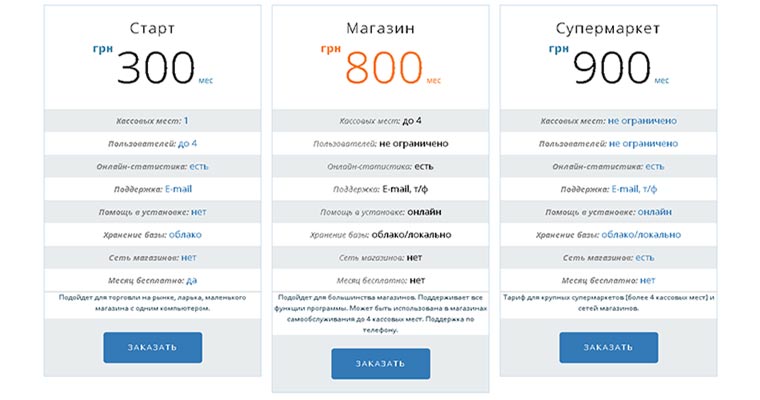 Старт
грн
300
мес
Кассовых мест: 1
Пользователей: до 4
Онлайн-статистика: есть
Поддержка: E-mail
Помощь в установке: нет
Хранение базы: облако
Сеть магазинов: нет
Месяц бесплатно: да
Подойдет для торговли на рынке, ларька, маленького
магазина с одним компьютером.
ЗАКАЗАТЬ
Магазин
грн
800
мес
Кассовых мест: до 4
Пользователей: не ограничено
Онлайн-статистика: есть
Поддержка: E-mail, т/ф
Помощь в установке: онлайн
Хранение базы: облако/локально
Сеть магазинов: нет
Месяц бесплатно: нет
Подойдет для большинства магазинов. Поддерживает все
функции программы. Может быть использована в магазинах
самообслуживания до 4 кассовых мест. Поддержка по
телефону.
ЗАКАЗАТЬ
Супермаркет
грн
900
мес
Кассовых мест: не ограничено
Пользователей: не ограничено
Онлайн-статистика: есть
Поддержка: E-mail, т/ф
Помощь в установке: онлайн
Хранение базы: облако/локально
Сеть магазинов: есть
Месяц бесплатно: нет
Тариф для крупных супермаркетов [более 4 кассовых мест] и
сетей магазинов.
ЗАКАЗАТЬ